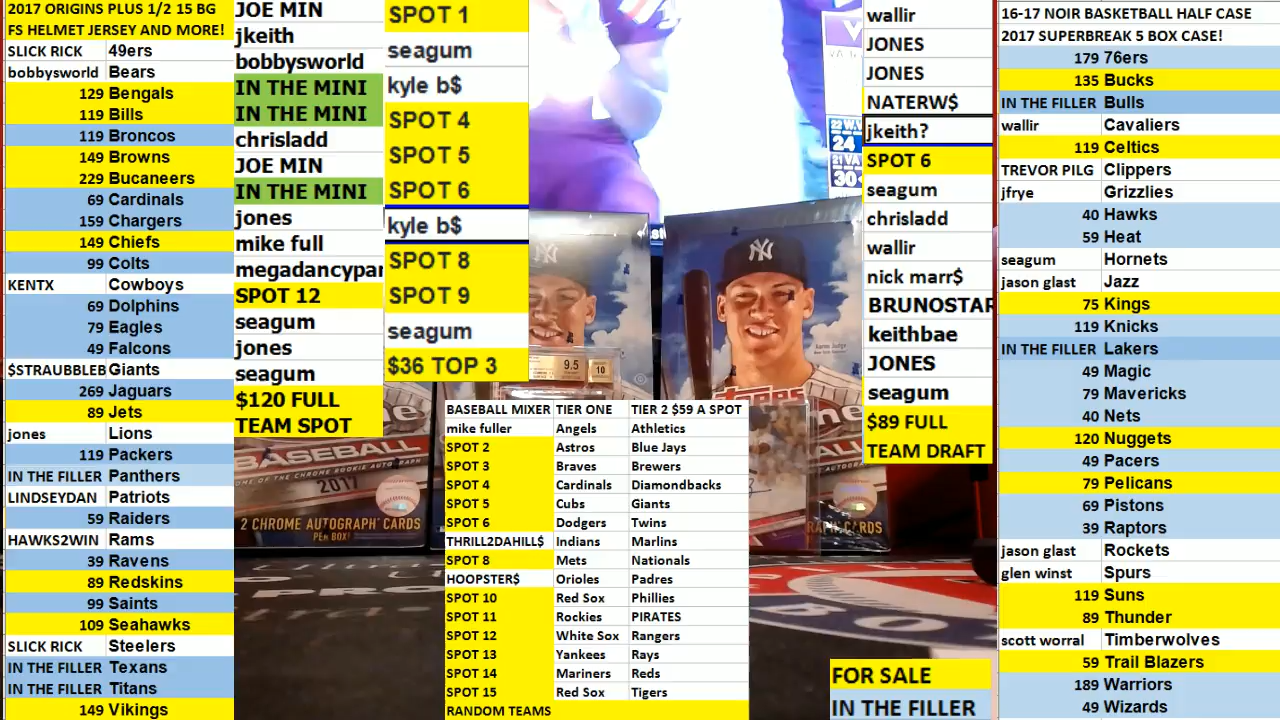 2017 ORIGINS PLUS 1/2 15 BG
FS HELMET JERSEY AND MORE!
SLICK RICK 49ers
bobbysworld Bears
129 Bengals
119 Bills
119 Broncos
149 Browns
229 Bucaneers
69 Cardinals
159 Chargers
149 Chiefs
99 Colts
KENTX Cowboys
69 Dolphins
79 Eagles
49 Falcons
$STRAUBBLEB Giants
269 Jaguars
89 Jets
jones Lions
119 Packers
IN THE FILLER Panthers
LINDSEYDAN Patriots
59 Raiders
HAWKS2WIN Rams
39 Ravens
89 Redskins
99 Saints
109 Seahawks
SLICK RICK Steelers
IN THE FILLER Texans
IN THE FILLER Titans
149 Vikings
JOE MIN
jkeith
bobbysworld
IN THE MINI
IN THE MINI
chrisladd
JOE MIN
IN THE MINI
jones
mike full
megadancypar
SPOT 12
seagum
jones
seagum
$120 FULL
TEAM SPOT
SPOT 1
seagum
kyle b$
SPOT 4
SPOT 5
SPOT 6
kyle b$
SPOT 8
SPOT 9
seagum
$36 TOP 3
9.5
10
24
30
Aaron Judge
topps
BASEBALL
2017
2 CHROME AUTOGRAPH CARDS
PER BOX!
BASEBALL MIXER TIER ONE TIER 2 $59 A SPOT
mike fuller Angels Athletics
SPOT 2 Astros Blue Jays
SPOT 3 Braves Brewers
SPOT 4 Cardinals Diamondbacks
SPOT 5 Cubs Giants
SPOT 6 Dodgers Twins
THRILL2DAHILL$ Indians Marlins
SPOT 8 Mets Nationals
HOOPSTER$ Orioles Padres
SPOT 10 Red Sox Phillies
SPOT 11 Rockies PIRATES
SPOT 12 White Sox Rangers
SPOT 13 Yankees Rays
SPOT 14 Mariners Reds
SPOT 15 Red Sox Tigers
RANDOM TEAMS
wallir
JONES
JONES
NATERW$
jkeith?
SPOT 6
seagum
chrisladd
wallir
nick marr$
BRUNOSTAR
keithbae
JONES
seagum
$89 FULL
TEAM DRAFT
FOR SALE
IN THE FILLER
16-17 NOIR BASKETBALL HALF CASE
2017 SUPERBREAK 5 BOX CASE!
179 76ers
135 Bucks
IN THE FILLER Bulls
wallir Cavaliers
119 Celtics
TREVOR PILG Clippers
jfrye Grizzlies
40 Hawks
59 Heat
seagum Hornets
jason glast Jazz
75 Kings
119 Knicks
IN THE FILLER Lakers
49 Magic
79 Mavericks
40 Nets
120 Nuggets
49 Pacers
79 Pelicans
69 Pistons
39 Raptors
jason glast Rockets
glen winst Spurs
119 Suns
89 Thunder
scott worral Timberwolves
59 Trail Blazers
189 Warriors
49 Wizards